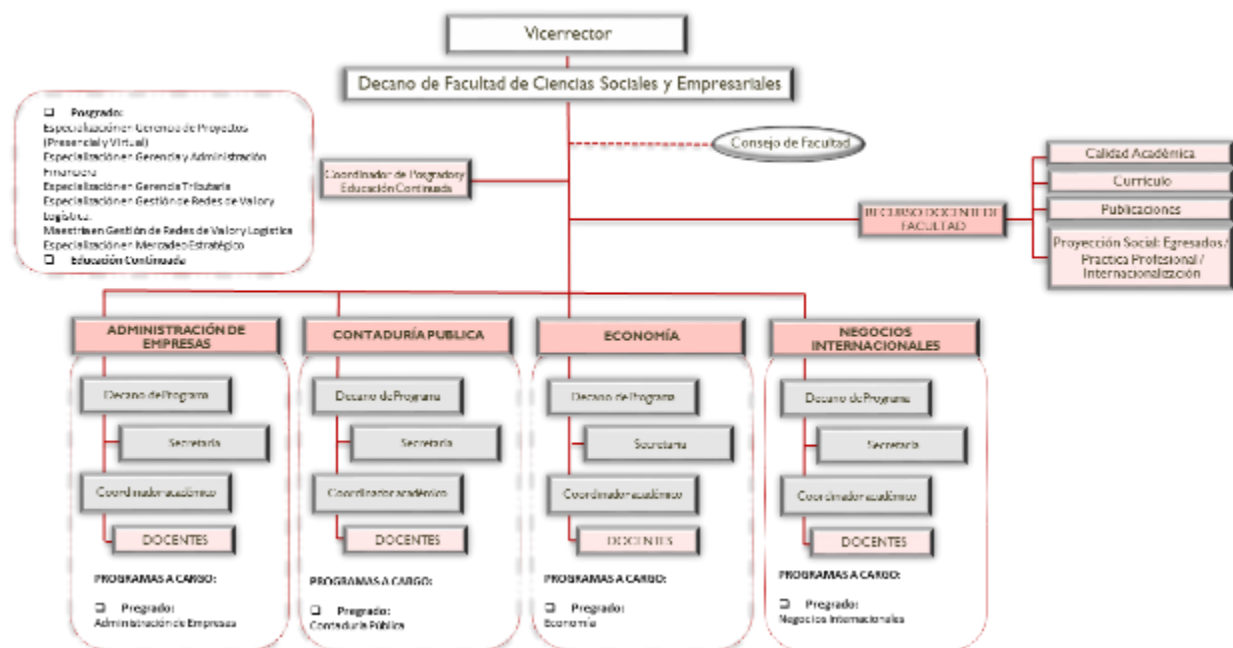 Vicerrector
Decano de Facultad de Ciencias Sociales y Empresariales
❑ Posgrado:
Especialización en Gerencia de Proyectos
(Presencial y Virtual)
Especialización en Gerencia y Administración
Financiera
Especialización en Gerencia Tributaria
Especialización en Gestión de Redes de Valor y
Logística.
Maestría en Gestión de Redes de Valor y Logística
Especialización en Mercadeo Estratégico
❑ Educación Continuada
Consejo de Facultad
Coordinador de Posgrados y
Educación Continuada
RECURSO DOCENTE DE
FACULTAD
Calidad Académica
Currículo
Publicaciones
Proyección Social: Egresados /
Practica Profesional /
Internacionalización
ADMINISTRACIÓN DE
EMPRESAS
Decano de Programa
Secretaria
Coordinador académico
DOCENTES
PROGRAMAS A CARGO:
❑ Pregrado:
Administración de Empresas
CONTADURÍA PUBLICA
Decano de Programa
Secretaria
Coordinador académico
DOCENTES
PROGRAMAS A CARGO:
❑ Pregrado:
Contaduría Pública
ECONOMÍA
Decano de Programa
Secretaria
Coordinador académico
DOCENTES
PROGRAMAS A CARGO:
❑ Pregrado:
Economía
NEGOCIOS
INTERNACIONALES
Decano de Programa
Secretaria
Coordinador académico
DOCENTES
PROGRAMAS A CARGO:
❑ Pregrado:
Negocios Internacionales